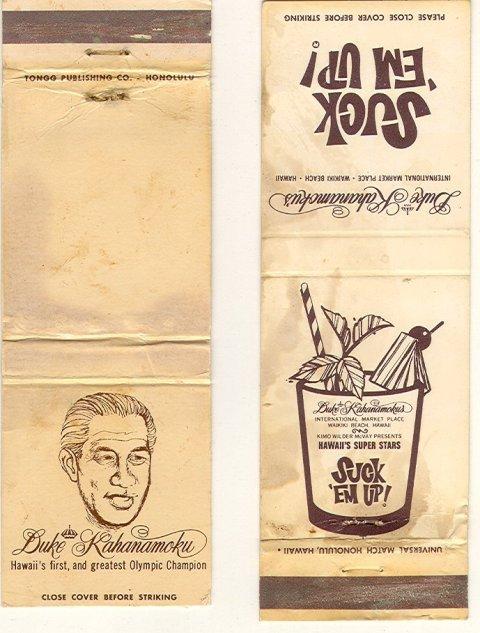 TONGG PUBLISHING CO. - HONOLULU
Duke Kahanamoku
Hawaii's first, and greatest Olympic Champion
CLOSE COVER BEFORE STRIKING
PLEASE CLOSE COVER BEFORE STRIKING
SUCK
'EM UP!
INTERNATIONAL MARKET PLACE • WAIKIKI BEACH • HAWAII
Duke Kahanamoku's
Duke Kahanamoku's
INTERNATIONAL MARKET PLACE
WAIKIKI BEACH, HAWAII
KIMO WILDER McVAY PRESENTS
HAWAII'S SUPER STARS
SUCK
'EM UP!
UNIVERSAL MATCH HONOLULU, HAWAII •